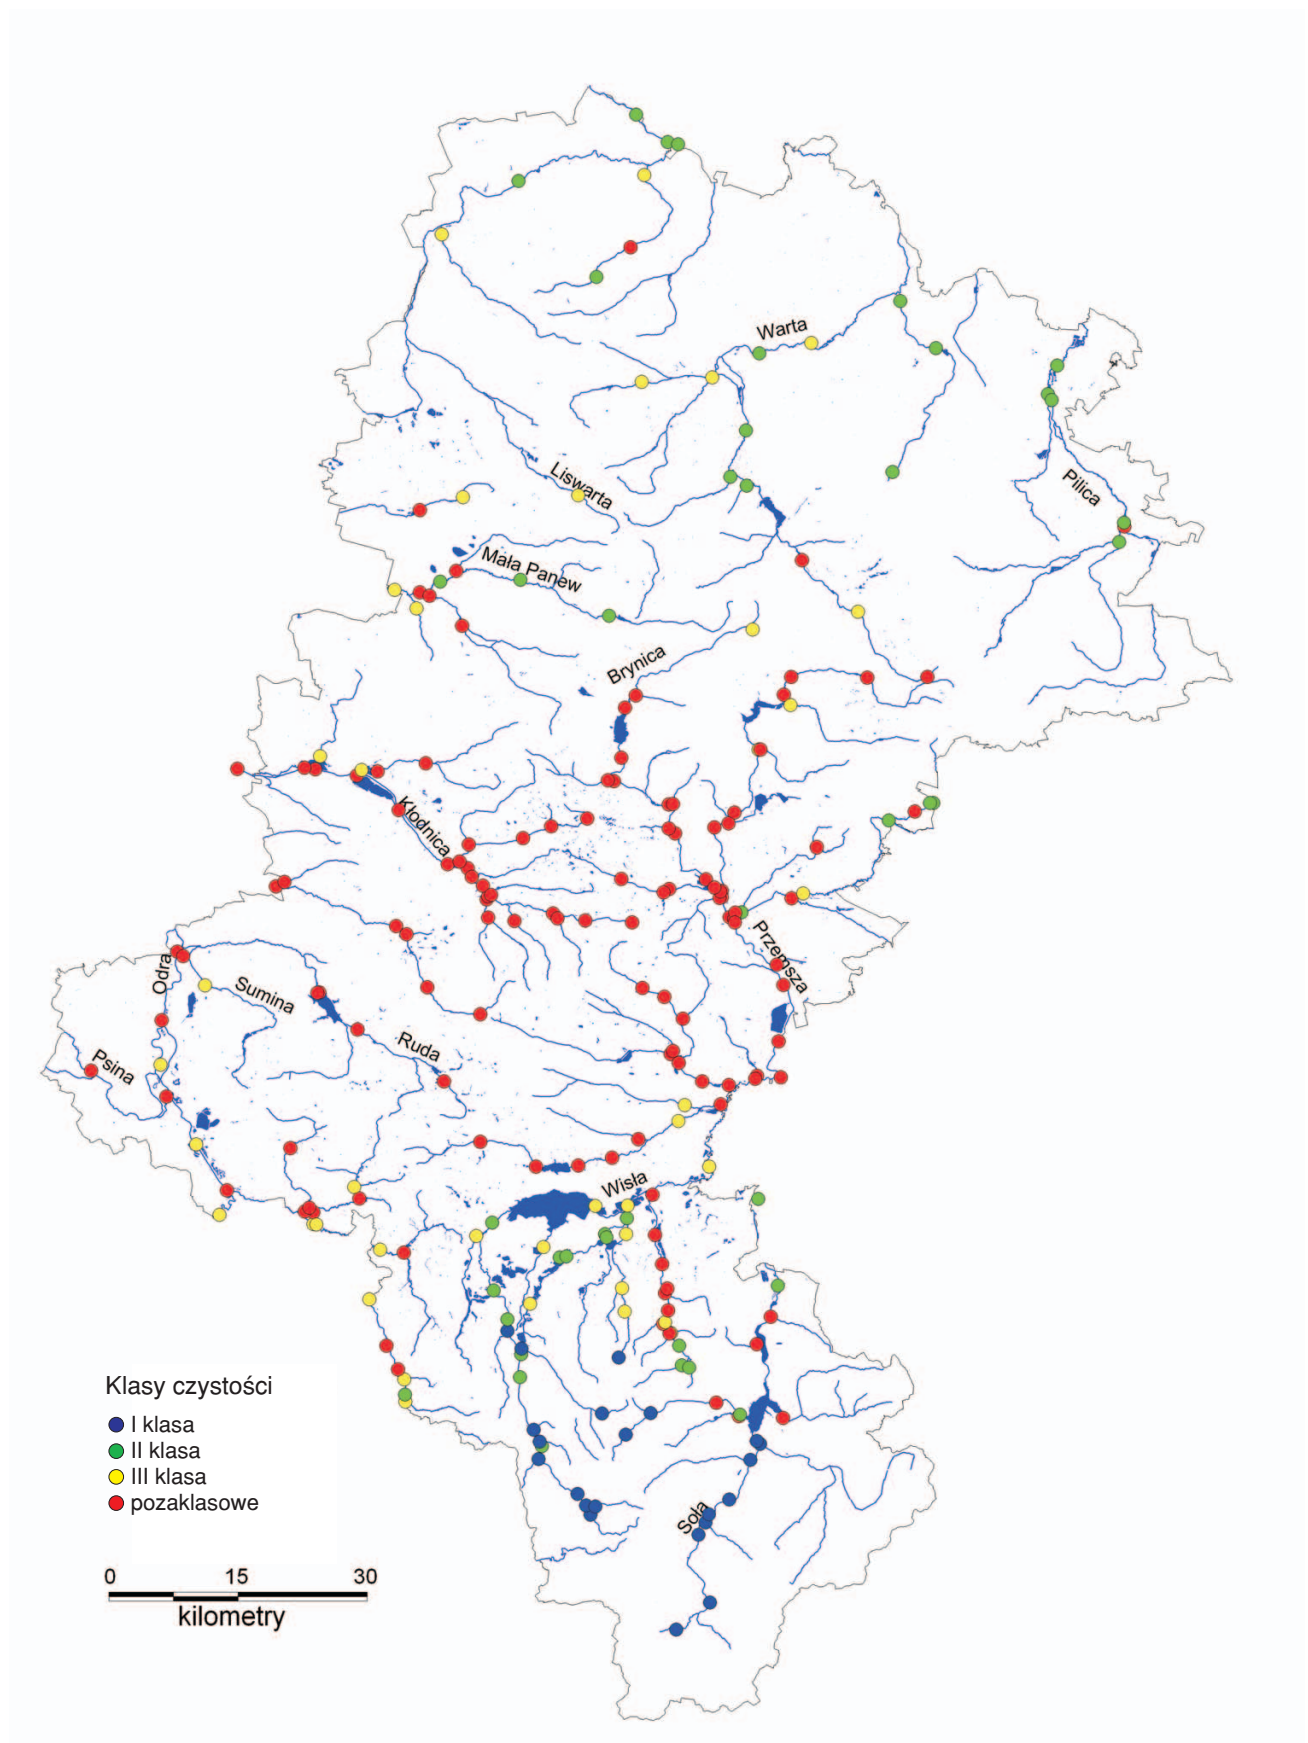 Warta
Liswarta
Pilica
Mała Panew
Brynica
Kłodnica
Przemsza
Odra
Sumina
Ruda
Psina
Wisła
Soła
Klasy czystości
I klasa
II klasa
III klasa
pozaklasowe
0 15 30
kilometry